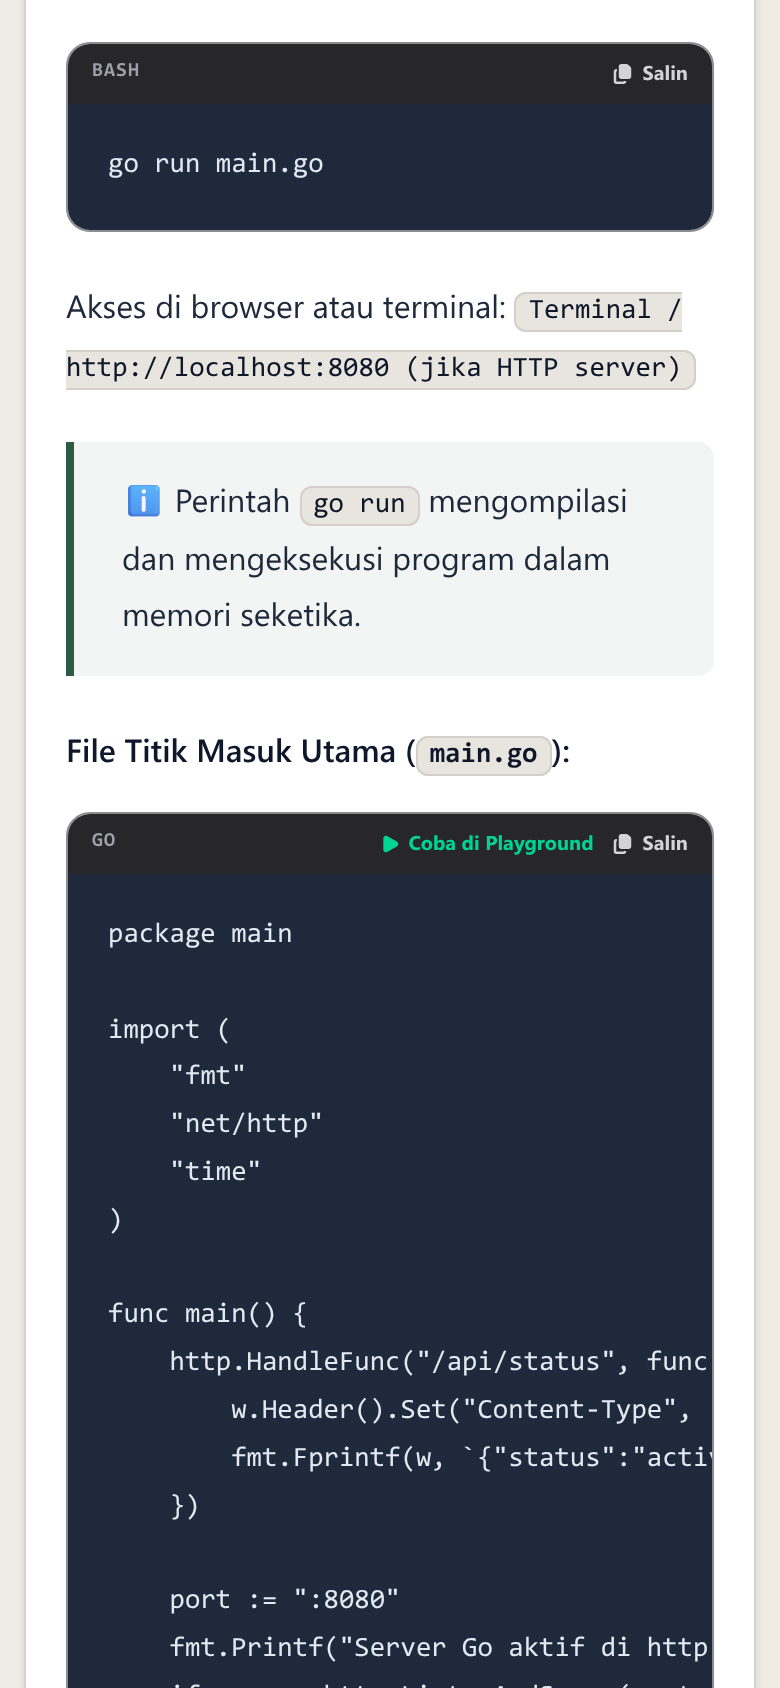 BASH
Salin
go run main.go
Akses di browser atau terminal: Terminal /
http://localhost:8080 (jika HTTP server)
Perintah go run mengompilasi
dan mengeksekusi program dalam
memori seketika.
File Titik Masuk Utama (main.go):
GO
Coba di Playground
Salin
package main
import (
"fmt"
"net/http"
"time"
)
func main() {
http.HandleFunc("/api/status", func
w.Header().Set("Content-Type",
fmt.Fprintf(w, `{"status":"activ
})
port := ":8080"
fmt.Printf("Server Go aktif di http